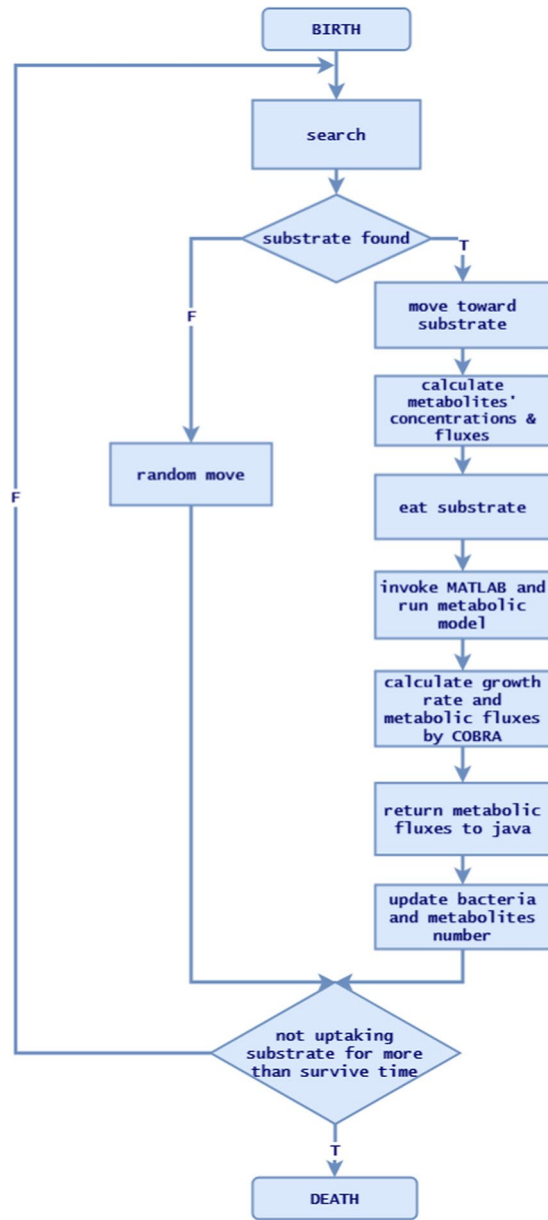 BIRTH
search
substrate found
T
move toward
substrate
F
calculate
metabolites'
concentrations &
fluxes
random move
eat substrate
F
invoke MATLAB and
run metabolic
model
calculate growth
rate and
metabolic fluxes
by COBRA
return metabolic
fluxes to java
update bacteria
and metabolites
number
not uptaking
substrate for more
than survive time
T
DEATH